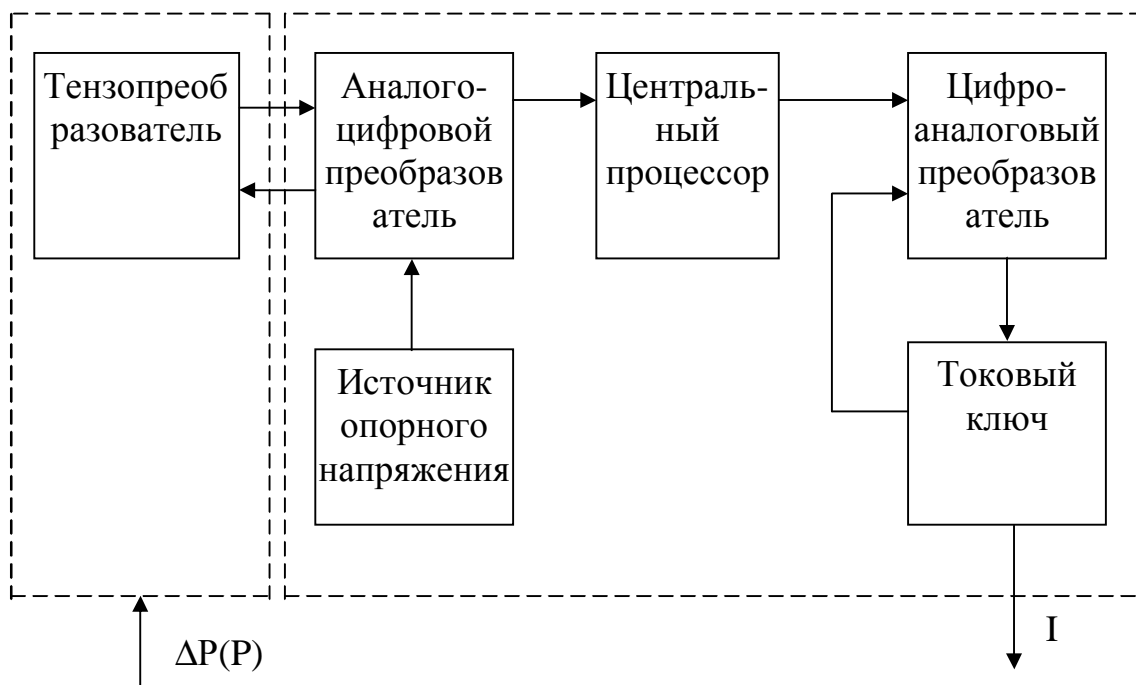 Тензопреоб
разователь
Аналого-
цифровой
преобразов
атель
Централь-
ный
процессор
Цифро-
аналоговый
преобразов
атель
Источник
опорного
напряжения
Токовый
ключ
ΔP(P)
I